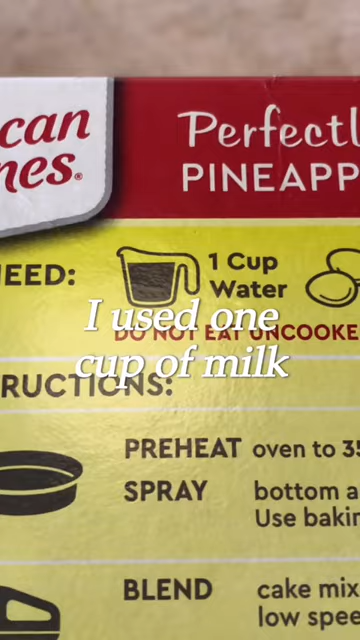 can
nes®
Perfectl
PINEAPP
NEED:
1 Cup
Water
DO NOT EAT UNCOOKE
I used one
cup of milk
RUCTIONS:
PREHEAT oven to 35
SPRAY bottom a
Use bakin
BLEND cake mix
low spee